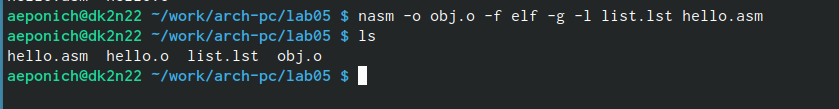 aeponich@dk2n22 ~/work/arch-pc/lab05 $ nasm -o obj.o -f elf -g -l list.lst hello.asm
aeponich@dk2n22 ~/work/arch-pc/lab05 $ ls
hello.asm  hello.o  list.lst  obj.o
aeponich@dk2n22 ~/work/arch-pc/lab05 $